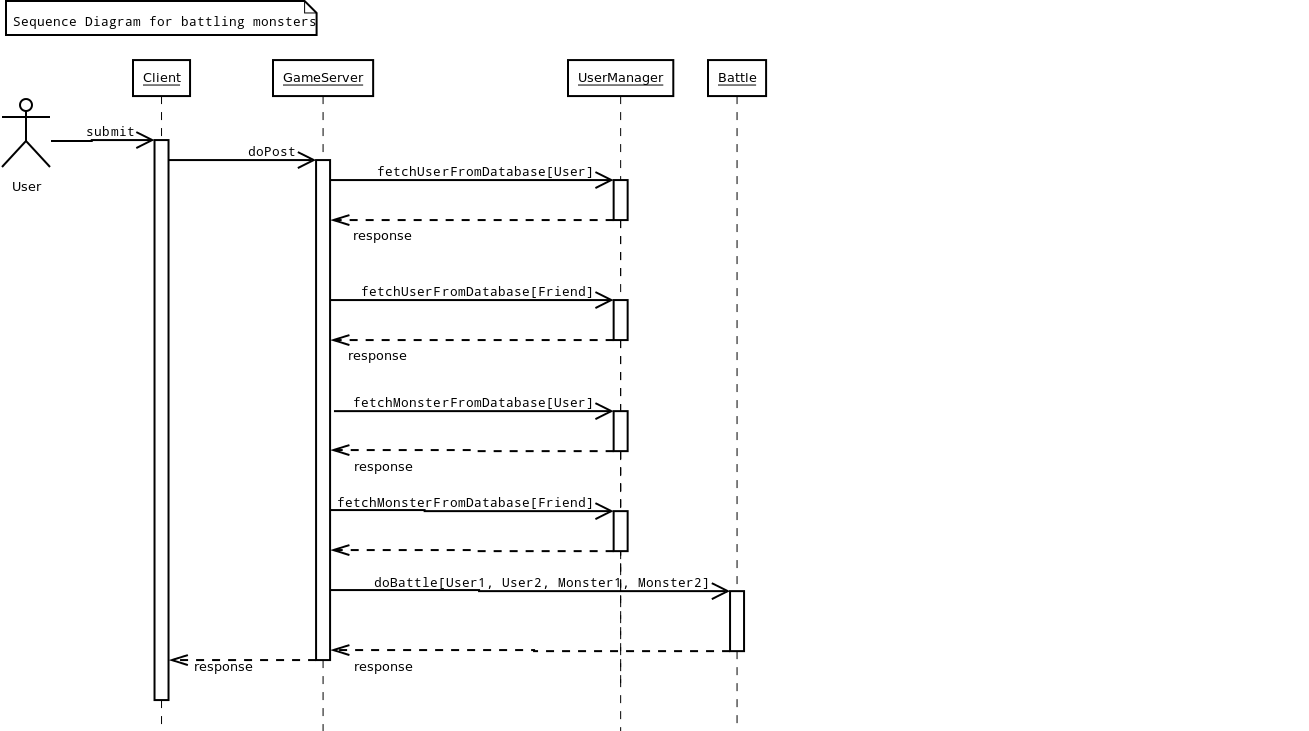 Sequence Diagram for battling monsters
Client
GameServer
UserManager
Battle
submit
doPost
fetchUserFromDatabase[User]
User
response
fetchUserFromDatabase[Friend]
response
fetchMonsterFromDatabase[User]
response
fetchMonsterFromDatabase[Friend]
doBattle[User1, User2, Monster1, Monster2]
response
response